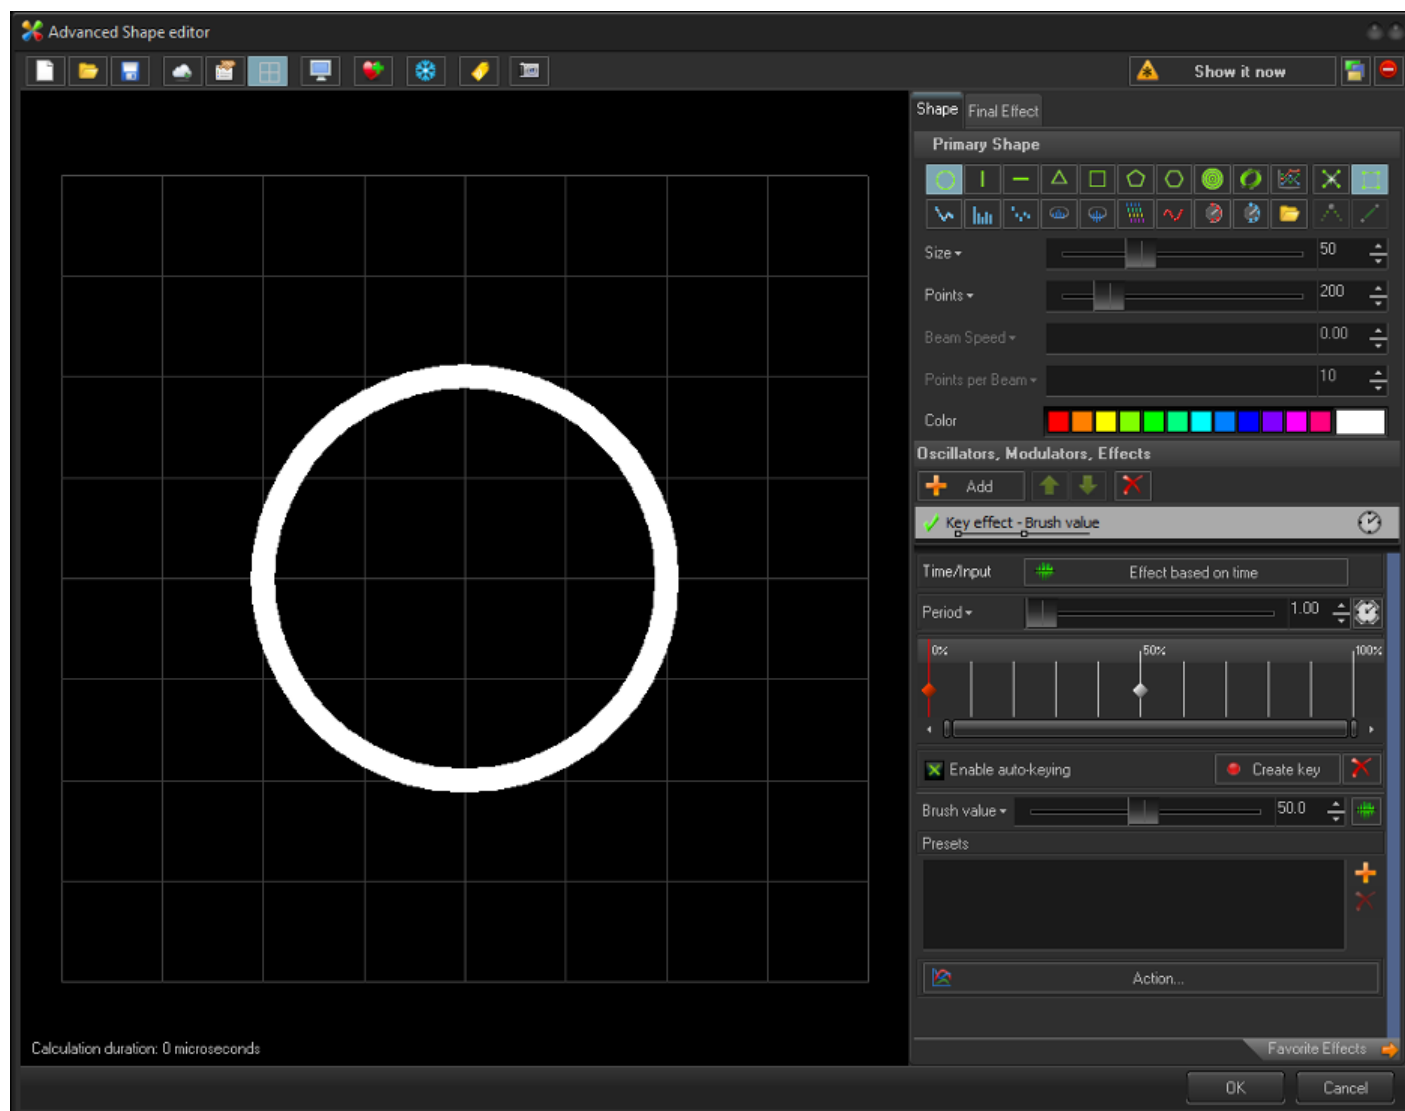 Advanced Shape editor
Show it now
Shape Final Effect
Primary Shape
Size 50
Points 200
Beam Speed 0.00
Points per Beam 10
Color
Oscillators, Modulators, Effects
Add
Key effect - Brush value
Time/Input Effect based on time
Period 1.00
0% 50% 100%
Enable auto-keying Create key
Brush value 50.0
Presets
Action...
Calculation duration: 0 microseconds
Favorite Effects
OK Cancel